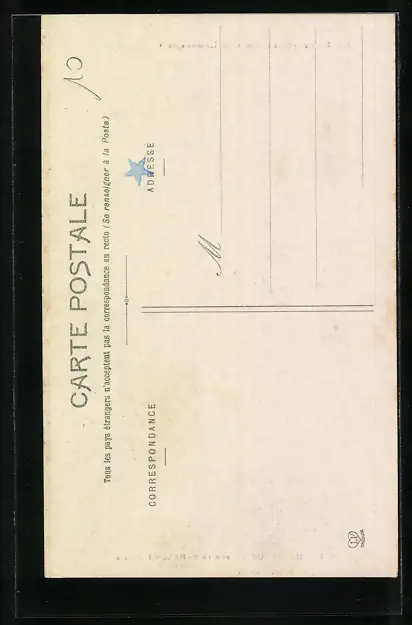 10
CARTE POSTALE
Tous les pays étrangers n'acceptent pas la correspondance au recto (Se renseigner à la Poste)
CORRESPONDANCE
ADRESSE
M